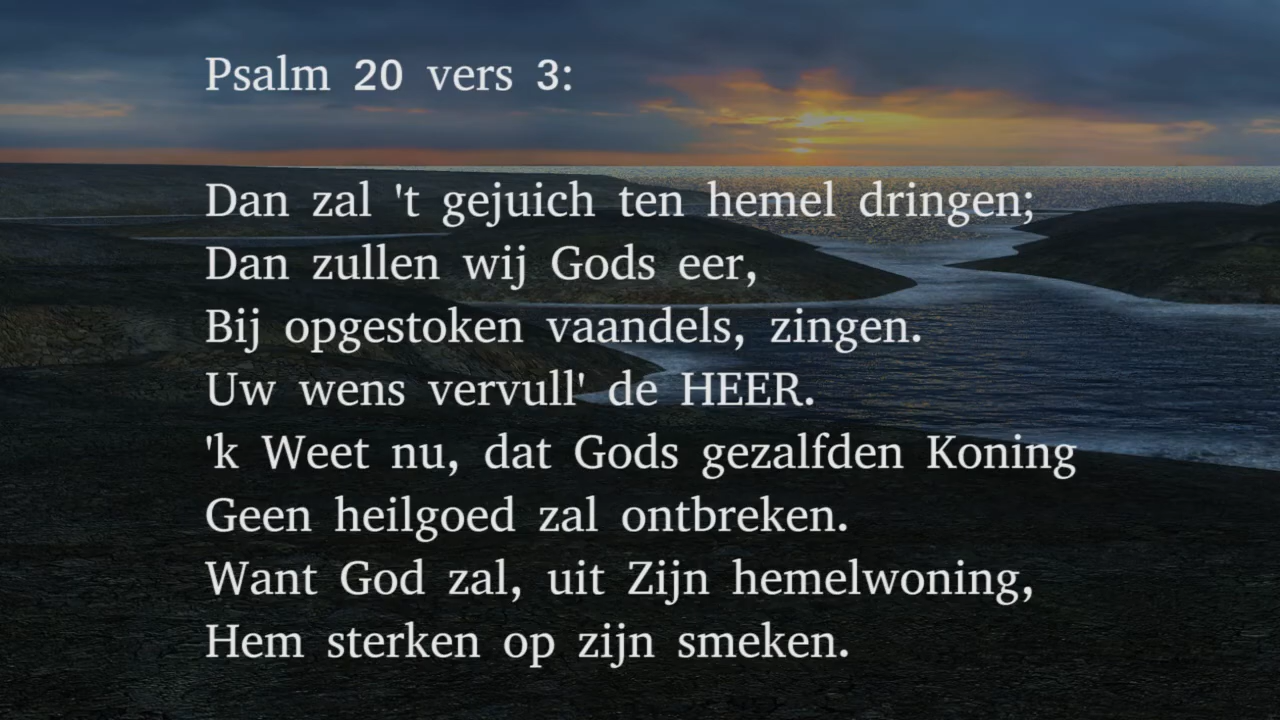 Psalm 20 vers 3:
Dan zal 't gejuich ten hemel dringen;
Dan zullen wij Gods eer,
Bij opgestoken vaandels, zingen.
Uw wens vervull' de HEER.
'k Weet nu, dat Gods gezalfden Koning
Geen heilgoed zal ontbreken.
Want God zal, uit Zijn hemelwoning,
Hem sterken op zijn smeken.